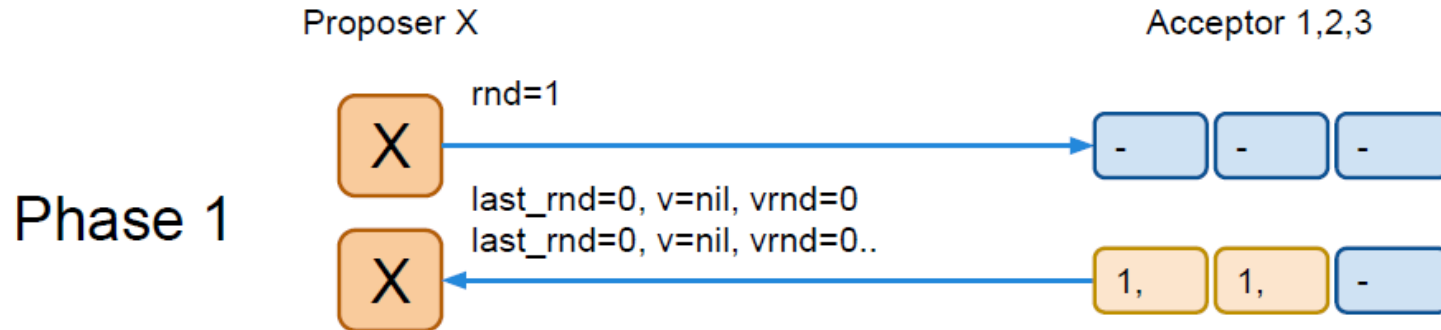 Proposer X
Acceptor 1,2,3
rnd=1
X
- - -
Phase 1
last_rnd=0, v=nil, vrnd=0
last_rnd=0, v=nil, vrnd=0..
X
1, 1, -